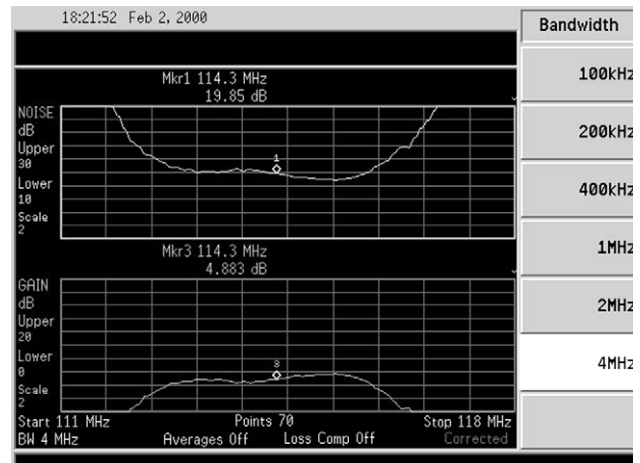 18:21:52 Feb 2, 2000
Bandwidth
Mkr1 114.3 MHz
19.85 dB
NOISE
dB
Upper
30
Lower
10
Scale
2
1
Mkr3 114.3 MHz
4.883 dB
GAIN
dB
Upper
20
Lower
0
Scale
2
3
Start 111 MHz Points 70 Stop 118 MHz
BW 4 MHz Averages Off Loss Comp Off Corrected
100kHz
200kHz
400kHz
1MHz
2MHz
4MHz